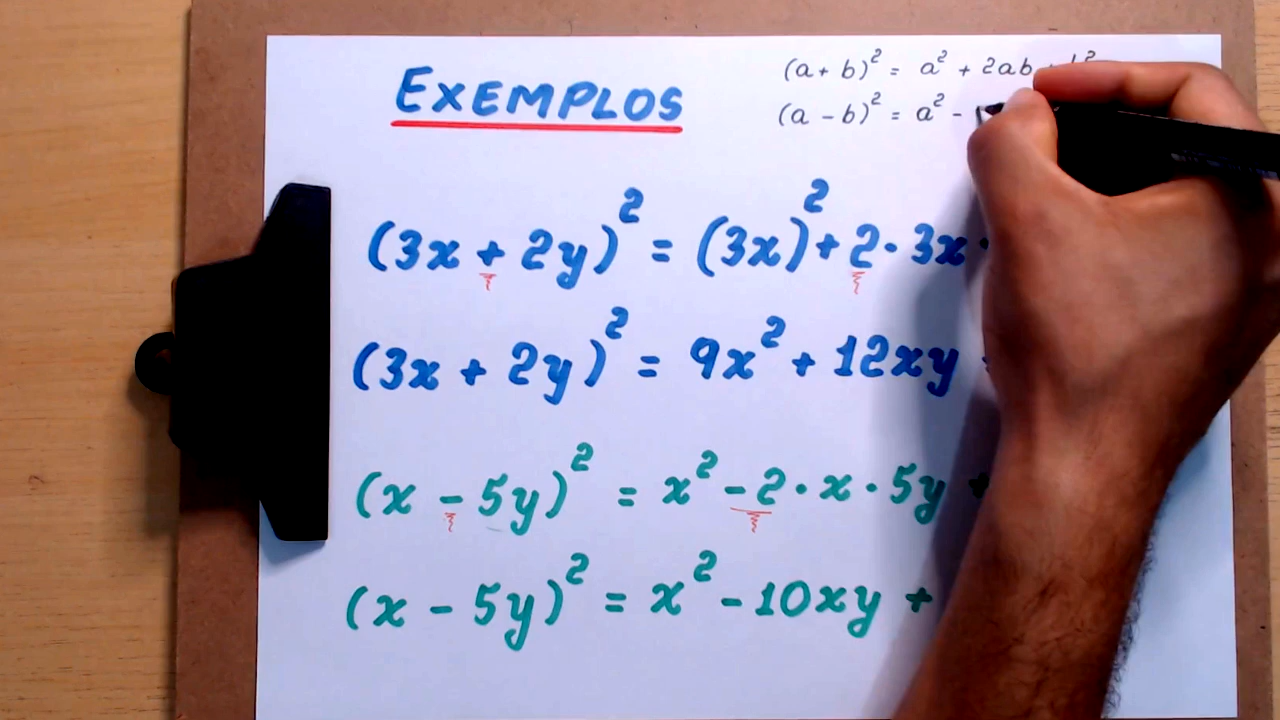 EXEMPLOS
(a + b)² = a² + 2ab
(a - b)² = a² -
(3x + 2y)² = (3x)² + 2 · 3x ·
(3x + 2y)² = 9x² + 12xy
(x - 5y)² = x² - 2 · x · 5y +
(x - 5y)² = x² - 10xy +